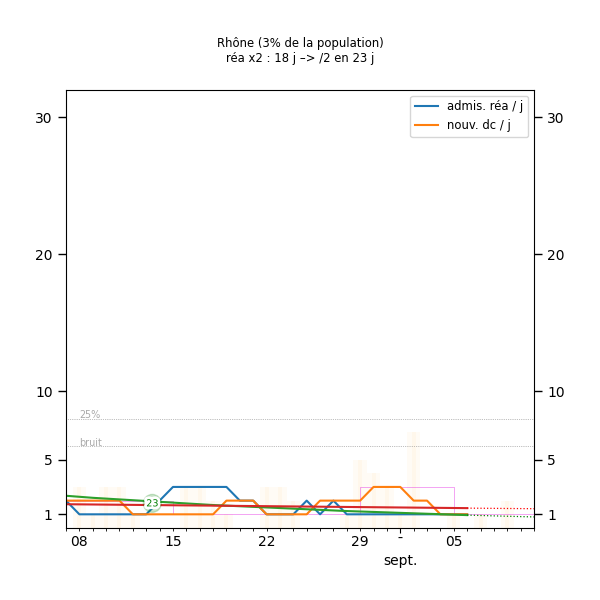 Rhône (3% de la population)
réa x2 : 18 j –> /2 en 23 j
admis. réa / j
nouv. dc / j
30 30
20 20
10 10
25%
bruit
5 5
23
1 1
08 15 22 29 - 05
sept.